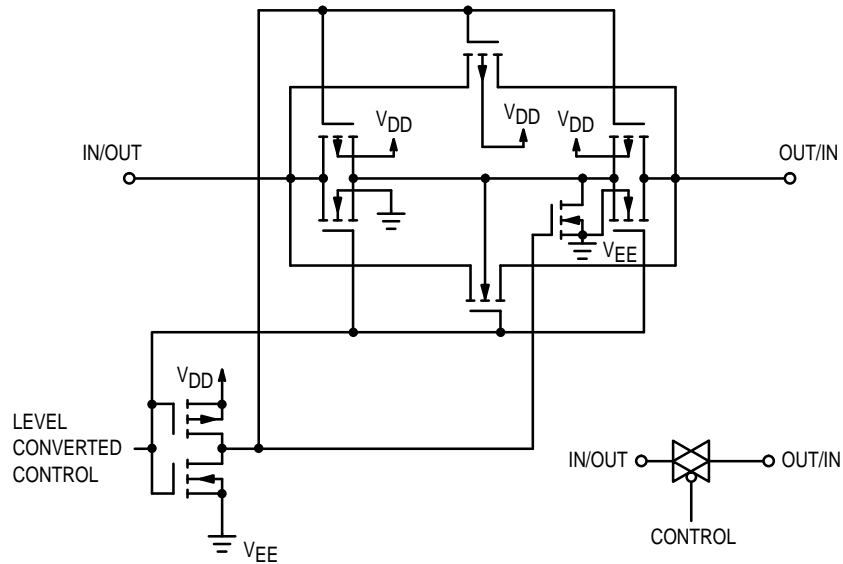 VDD
VDD
VDD
IN/OUT
OUT/IN
VEE
VDD
LEVEL
CONVERTED
CONTROL
VEE
IN/OUT
OUT/IN
CONTROL